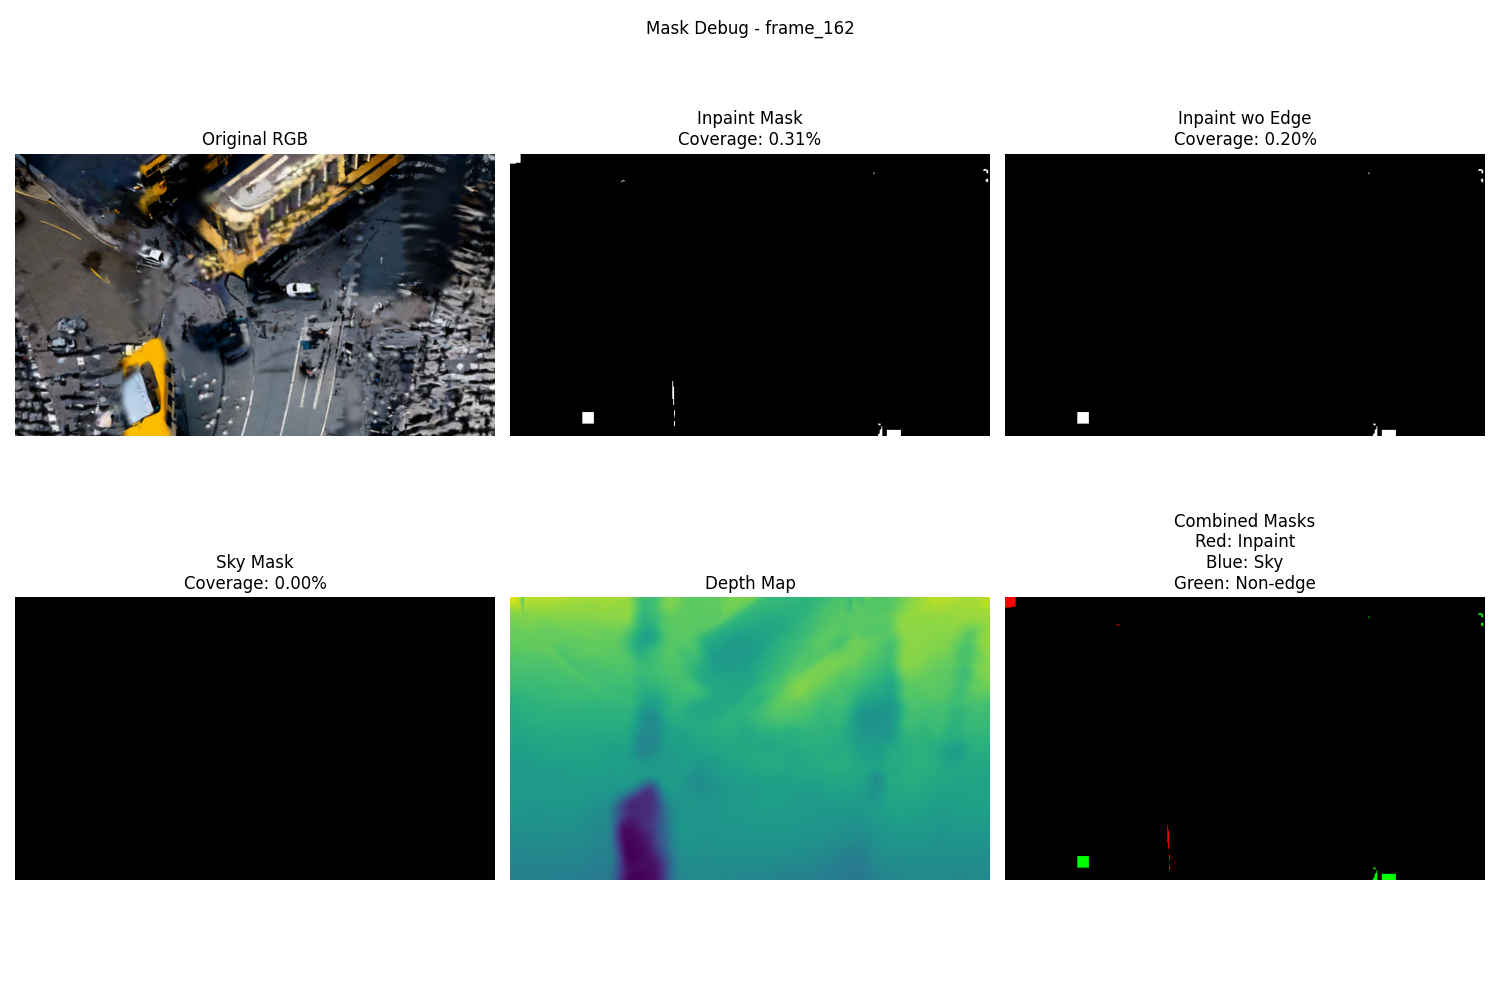 Mask Debug - frame_162
Original RGB
Inpaint Mask
Coverage: 0.31%
Inpaint wo Edge
Coverage: 0.20%
Sky Mask
Coverage: 0.00%
Depth Map
Combined Masks
Red: Inpaint
Blue: Sky
Green: Non-edge